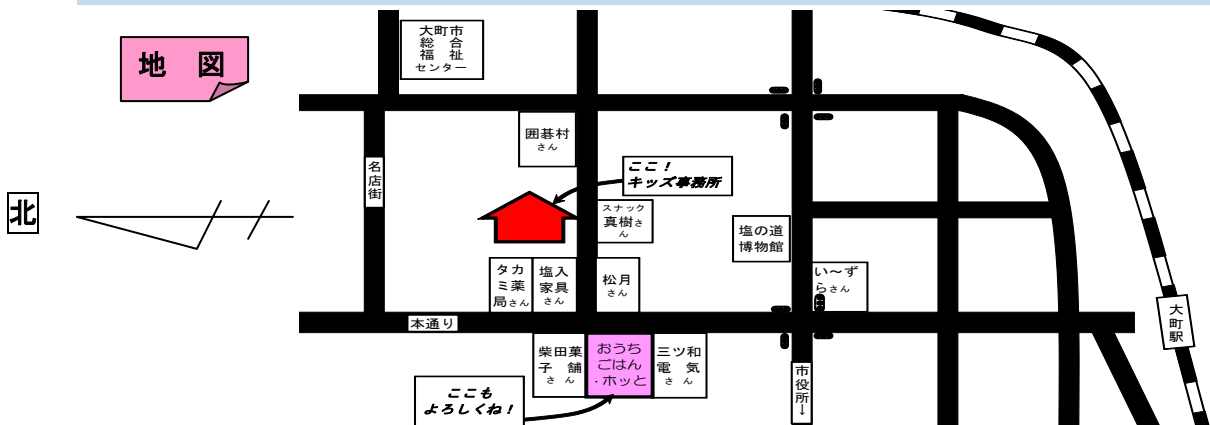 地 図
北
大町市
総 合
福 祉
センター
囲碁村
さん
名店街
ここ！
キッズ事務所
スナック
真樹さ
ん
塩の道
博物館
タカ
ミ薬
局さん
塩入
家具
さん
松月
さん
い～ず
らさん
本通り
大町駅
柴田菓
子 舗
さ ん
おうち
ごはん
・ホッと
三ツ和
電 気
さ ん
市役所→
ここも
よろしくね！